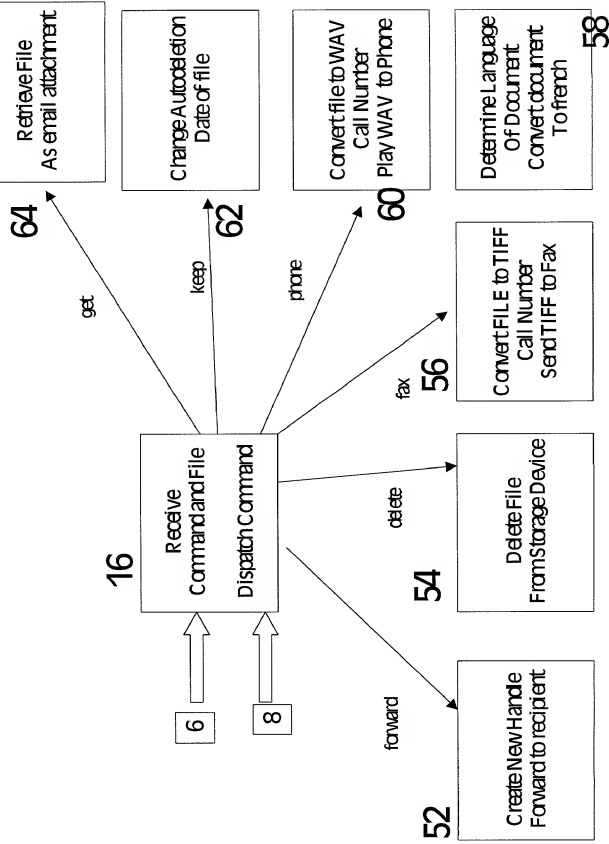 6
8
16
Receive
Command and File
Dispatch Command
get
keep
phone
fax
delete
forward
64
Retrieve File
As email attachment
62
Change Autodeletion
Date of file
60
Convert file to WAV
Call Number
Play WAV to Phone
58
Determine Language
Of Document
Convert document
To french
56
Convert FILE to TIFF
Call Number
Send TIFF to Fax
54
Delete File
From Storage Device
52
Create New Handle
Forward to recipient